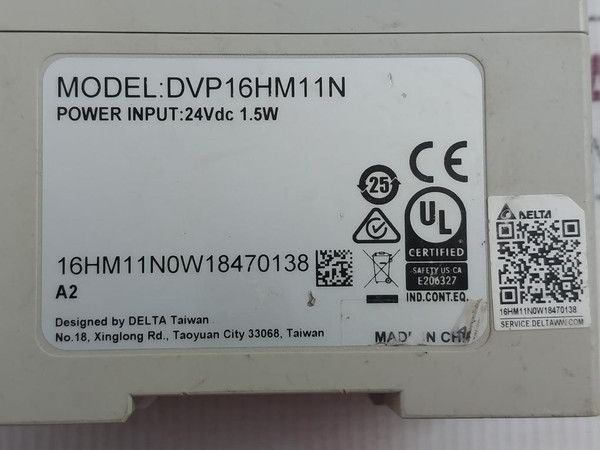 MODEL:DVP16HM11N
POWER INPUT:24Vdc 1.5W
CE
25
UL
CERTIFIED
SAFETY US CA
E206327
IND.CONT.EQ.
16HM11N0W18470138
A2
Designed by DELTA Taiwan
No.18, Xinglong Rd., Taoyuan City 33068, Taiwan
IN
DELTA
16HM11N0W18470138
SERVICE.DELTAWW.COM